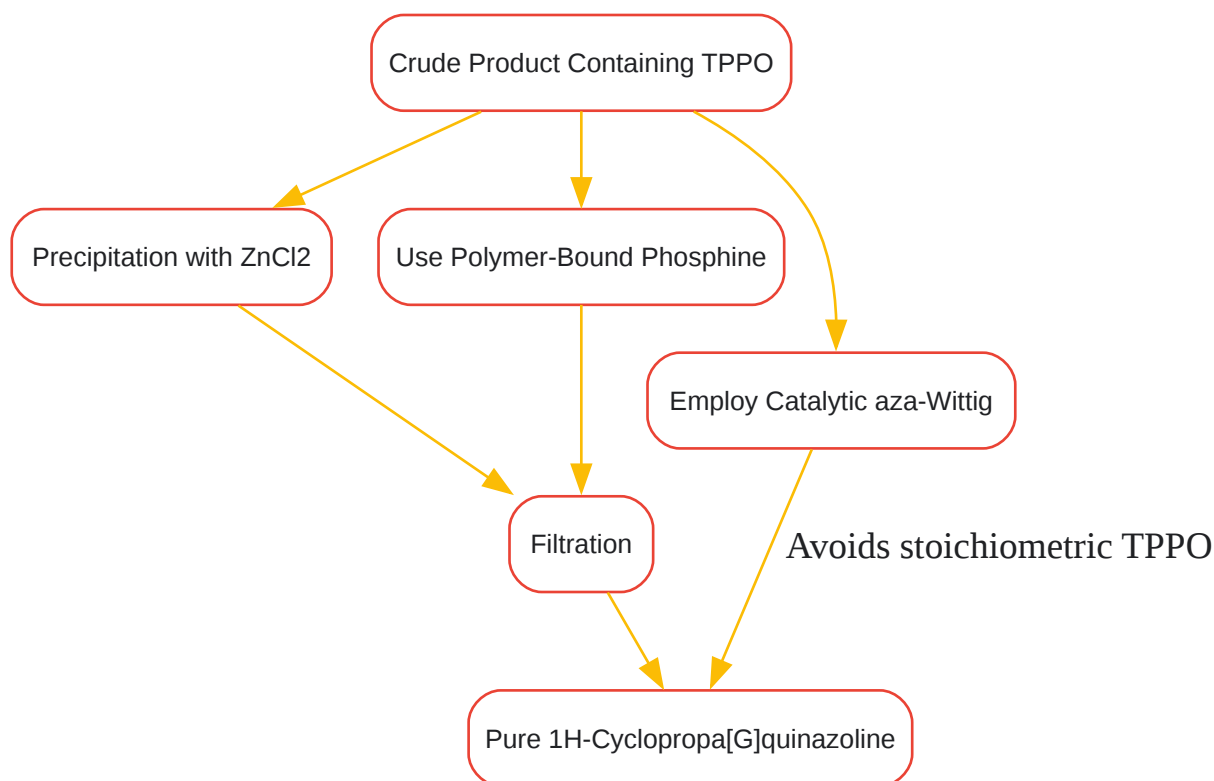 Crude Product Containing TPPO
Precipitation with ZnCl2
Use Polymer-Bound Phosphine
Employ Catalytic aza-Wittig
Filtration
Avoids stoichiometric TPPO
Pure 1H-Cyclopropa[G]quinazoline